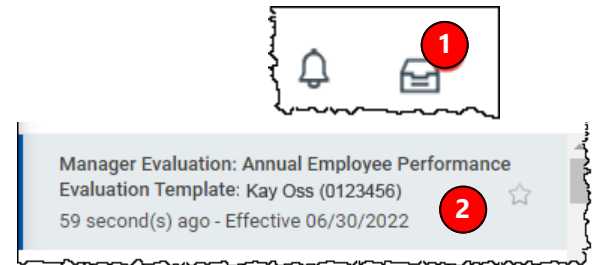 1
Manager Evaluation: Annual Employee Performance
Evaluation Template: Kay Oss (0123456)
59 second(s) ago - Effective 06/30/2022
2